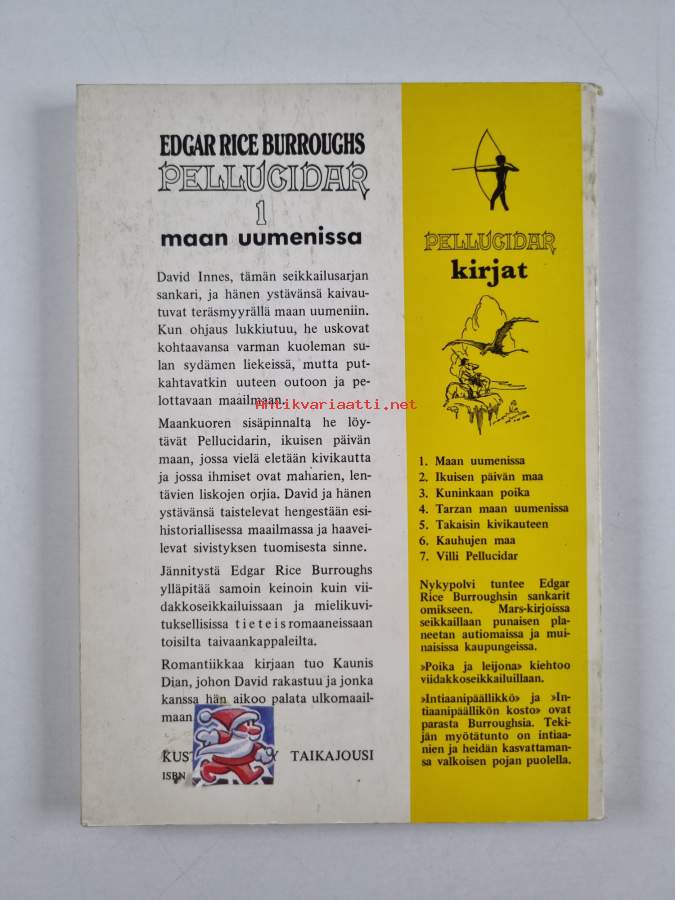 EDGAR RICE BURROUGHS
PELLUCIDAR
1
maan uumenissa
David Innes, tämän seikkailusarjan
sankari, ja hänen ystävänsä kaivau-
tuvat teräsmyyrällä maan uumeniin.
Kun ohjaus lukkiutuu, he uskovat
kohtaavansa varman kuoleman su-
lan sydämen liekeissä, mutta put-
kahtavatkin uuteen outoon ja pe-
lottavaan maailmaan.
Maankuoren sisäpinnalta he löy-
tävät Pellucidarin, ikuisen päivän
maan, jossa vielä eletään kivikautta
ja jossa ihmiset ovat maharien, len-
tävien liskojen orjia. David ja hänen
ystävänsä taistelevat hengestään esi-
historiallisessa maailmassa ja haavei-
levat sivistyksen tuomisesta sinne.
Jännitystä Edgar Rice Burroughs
ylläpitää samoin keinoin kuin vii-
dakkoseikkailuissaan ja mielikuvi-
tuksellisissa tieteisromaaneissaan
toisilta taivaankappaleilta.
Romantiikkaa kirjaan tuo Kaunis
Dian, johon David rakastuu ja jonka
kanssa hän aikoo palata ulkomaail-
maan
KUST Y TAIKAJOUSI
ISBN
PELLUCIDAR
kirjat
1. Maan uumenissa
2. Ikuisen päivän maa
3. Kuninkaan poika
4. Tarzan maan uumenissa
5. Takaisin kivikauteen
6. Kauhujen maa
7. Villi Pellucidar
Nykypolvi tuntee Edgar
Rice Burroughsin sankarit
omikseen. Mars-kirjoissa
seikkaillaan punaisen pla-
neetan autiomaissa ja mui-
naisissa kaupungeissa.
»Poika ja leijona» kiehtoo
viidakkoseikkailuillaan.
»Intiaanipäällikkö» ja »In-
tiaanipäällikön kosto» ovat
parasta Burroughsia. Teki-
jän myötätunto on intiaa-
nien ja heidän kasvattaman-
sa valkoisen pojan puolella.
Antikvariaatti.net